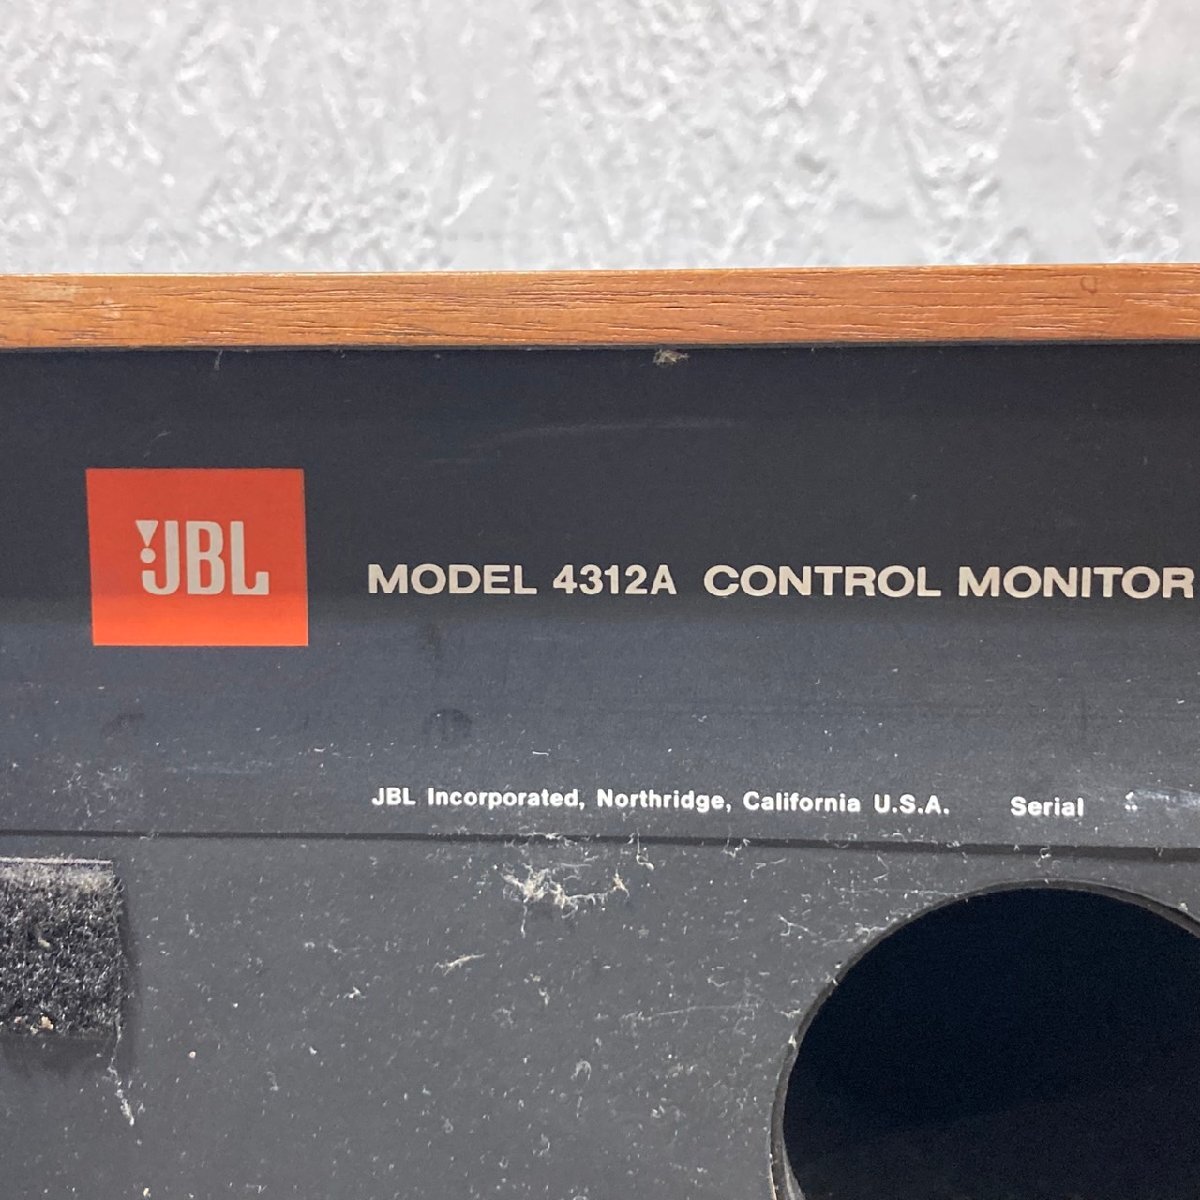 JBL
MODEL 4312A CONTROL MONITOR
JBL Incorporated, Northridge, California U.S.A. Serial